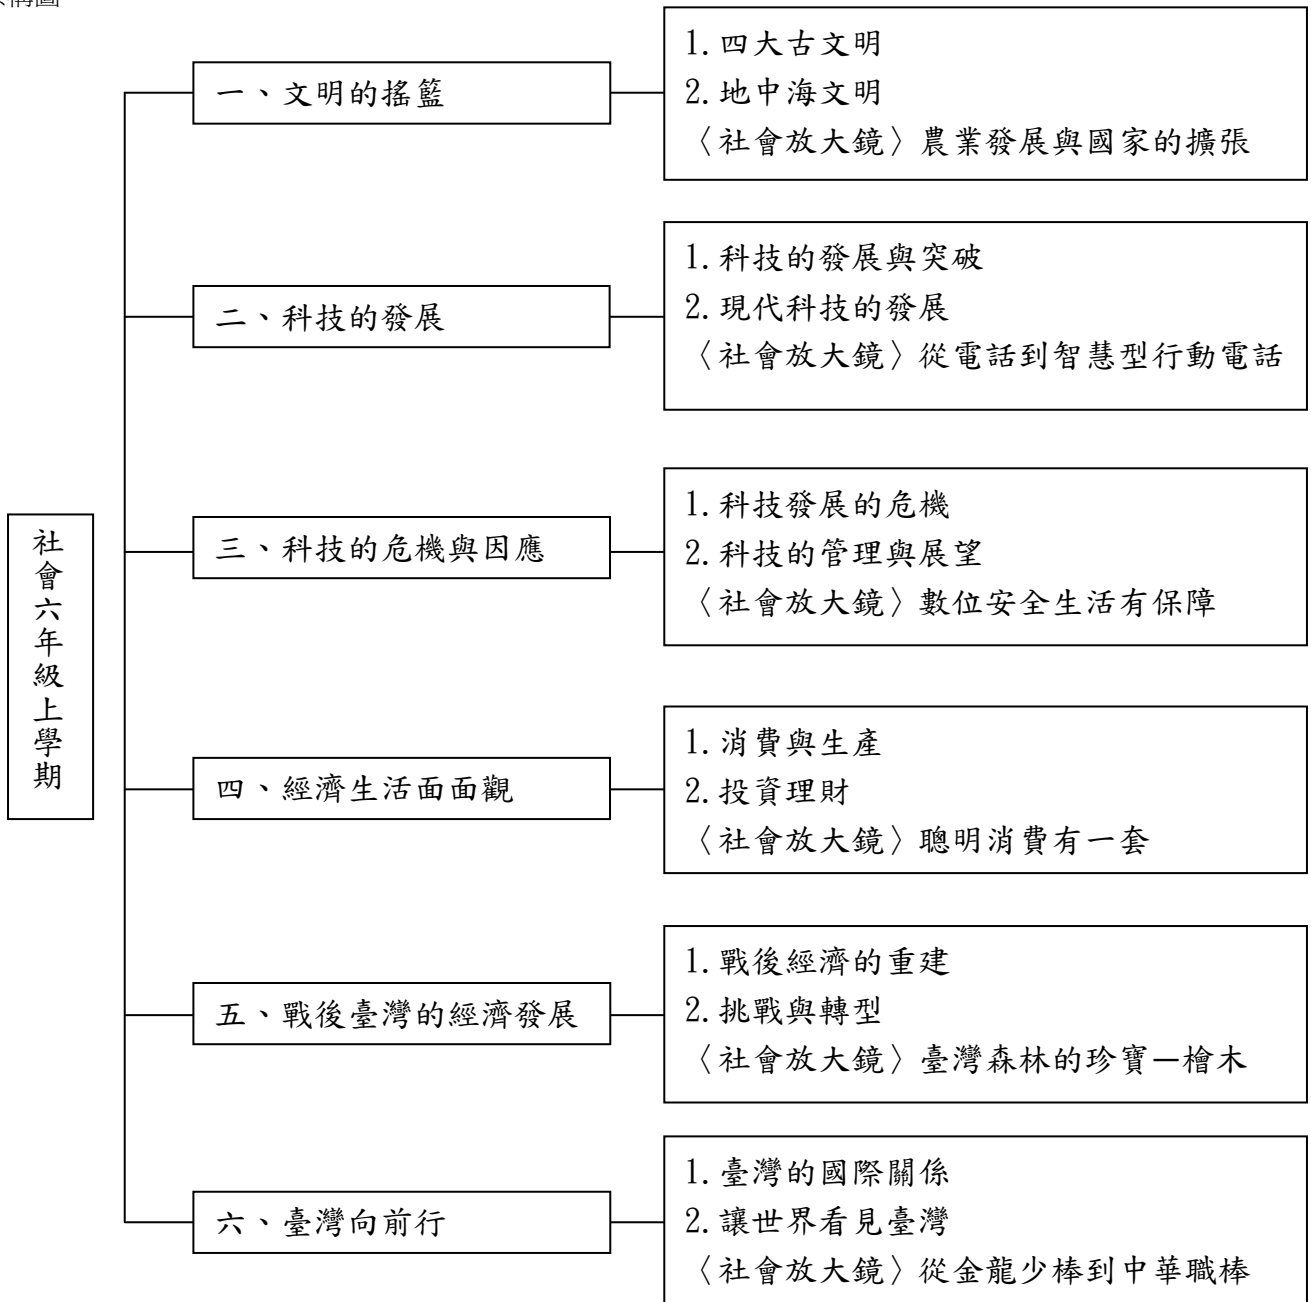 構圖
社會六年級上學期
一、文明的搖籃
1.四大古文明
2.地中海文明
〈社會放大鏡〉農業發展與國家的擴張
二、科技的發展
1.科技的發展與突破
2.現代科技的發展
〈社會放大鏡〉從電話到智慧型行動電話
三、科技的危機與因應
1.科技發展的危機
2.科技的管理與展望
〈社會放大鏡〉數位安全生活有保障
四、經濟生活面面觀
1.消費與生產
2.投資理財
〈社會放大鏡〉聰明消費有一套
五、戰後臺灣的經濟發展
1.戰後經濟的重建
2.挑戰與轉型
〈社會放大鏡〉臺灣森林的珍寶—檜木
六、臺灣向前行
1.臺灣的國際關係
2.讓世界看見臺灣
〈社會放大鏡〉從金龍少棒到中華職棒